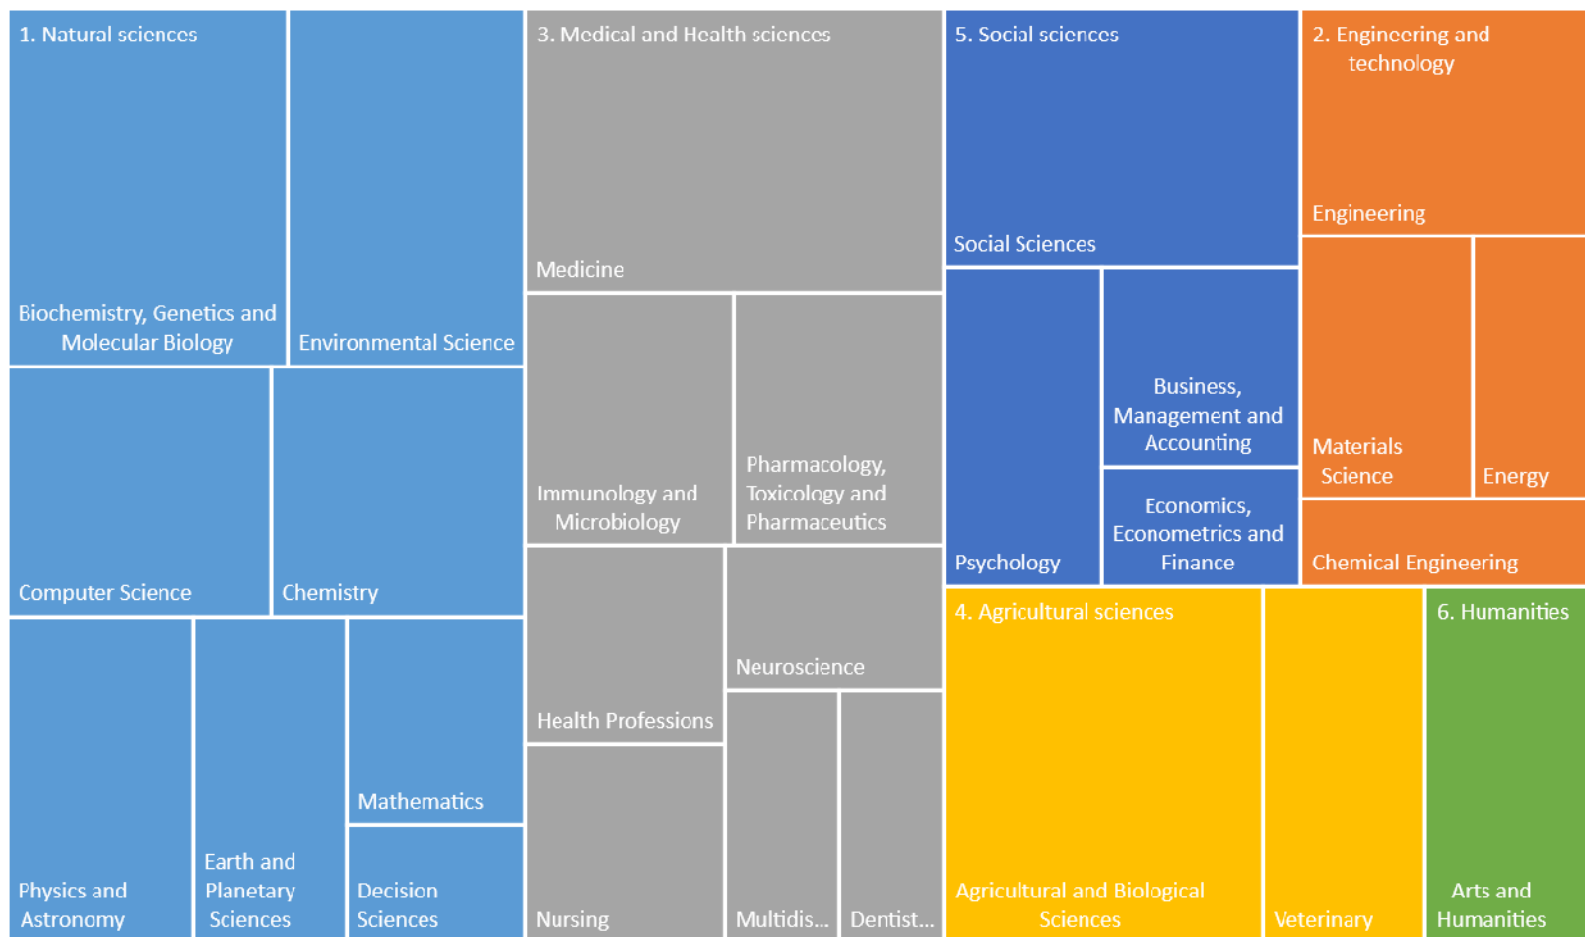 1. Natural sciences
Biochemistry, Genetics and
Molecular Biology
Environmental Science
Computer Science
Chemistry
Physics and
Astronomy
Earth and
Planetary
Sciences
Mathematics
Decision
Sciences
3. Medical and Health sciences
Medicine
Immunology and
Microbiology
Pharmacology,
Toxicology and
Pharmaceutics
Health Professions
Neuroscience
Nursing
Multidis...
Dentist...
5. Social sciences
Social Sciences
Psychology
Business,
Management and
Accounting
Economics,
Econometrics and
Finance
2. Engineering and
technology
Engineering
Materials
Science
Energy
Chemical Engineering
4. Agricultural sciences
Agricultural and Biological
Sciences
Veterinary
6. Humanities
Arts and
Humanities